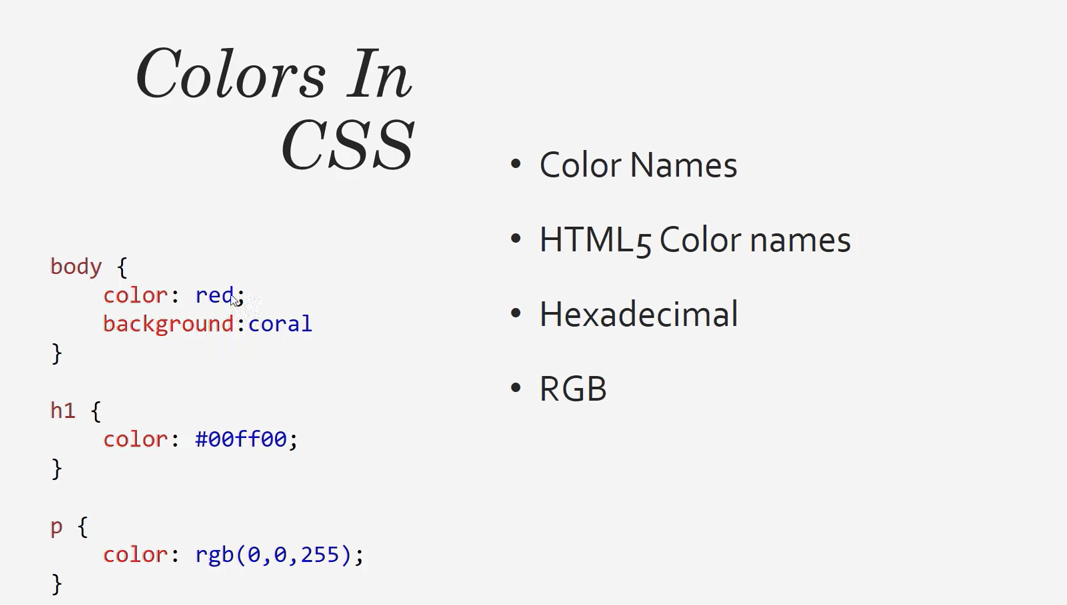 Colors In
CSS
body {
    color: red;
    background:coral
}
h1 {
    color: #00ff00;
}
p {
    color: rgb(0,0,255);
}
• Color Names
• HTML5 Color names
• Hexadecimal
• RGB